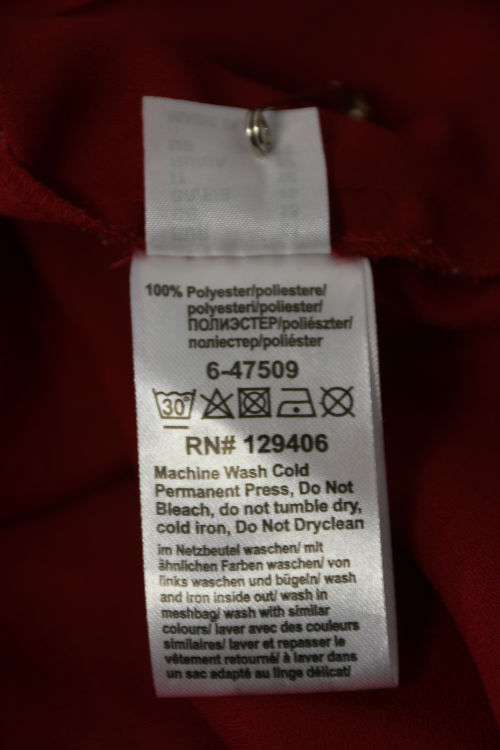 100% Polyester/poliestere/
polyesteri/poliester/
ПОЛИЭСТЕР/poliészter/
поліестер/poliéster
6-47509
30°
RN# 129406
Machine Wash Cold
Permanent Press, Do Not
Bleach, do not tumble dry,
cold iron, Do Not Dryclean
im Netzbeutel waschen/ mit
ähnlichen Farben waschen/ von
links waschen und bügeln/ wash
and iron inside out/ wash in
meshbag/ wash with similar
colours/ laver avec des couleurs
similaires/ laver et repasser le
vêtement retourné/ à laver dans
un sac adapté au linge délicat/